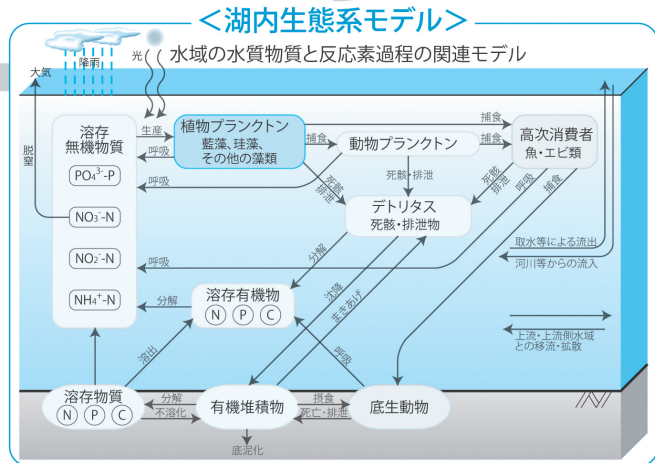 ＜湖内生態系モデル＞
水域の水質物質と反応素過程の関連モデル
降雨
光
大気
脱窒
溶存
無機物質
PO₄³⁻-P
NO₃⁻-N
NO₂⁻-N
NH₄⁺-N
生産
呼吸
植物プランクトン
藍藻、珪藻、
その他の藻類
捕食
捕食
動物プランクトン
捕食
高次消費者
魚・エビ類
呼吸
死骸
排泄
死骸・排泄
死骸
排泄
呼吸
捕食
デトリタス
死骸・排泄物
取水等による流出
河川等からの流入
呼吸
分解
沈降
まきあげ
溶存有機物
N P C
分解
溶出
呼吸
上流・上流側水域
との移流・拡散
溶存物質
N P C
分解
不溶化
有機堆積物
摂食
死亡・排泄
底生動物
底泥化